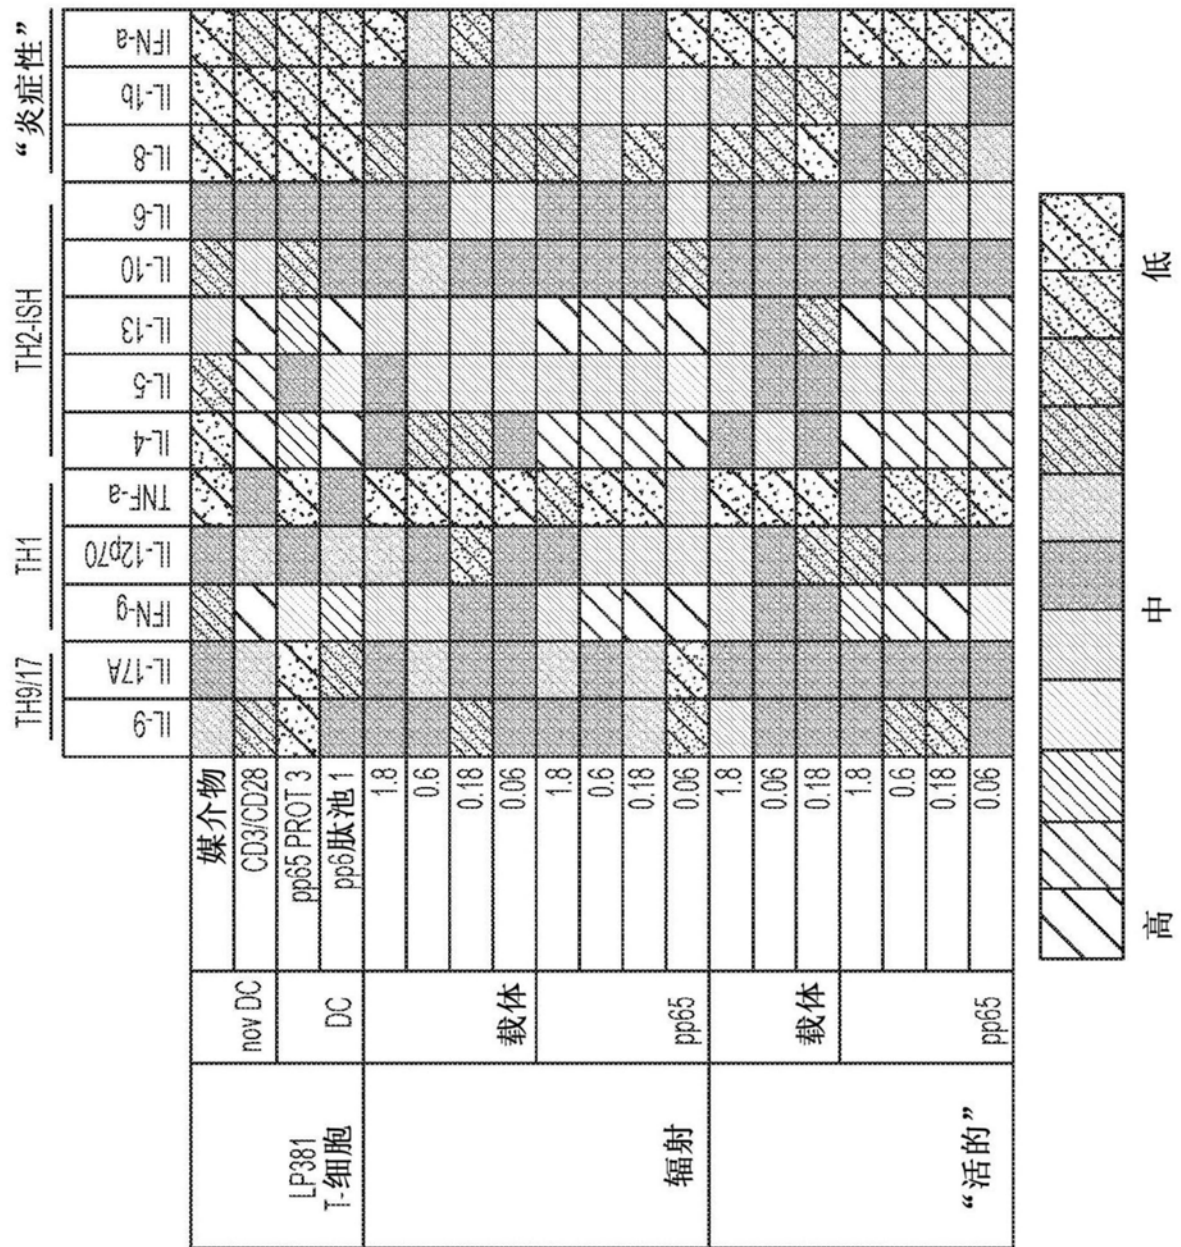 TH9/17
TH1
TH2-ISH
“炎症性”
IL-9
IL-17A
IFN-g
IL-12p70
TNF-a
IL-4
IL-5
IL-13
IL-10
IL-6
IL-8
IL-1b
IFN-a
LP381
T-细胞
nov DC
媒介物
CD3/CD28
DC
pp65 PROT 3
pp6肽池 1
辐射
载体
1.8
0.6
0.18
0.06
pp65
1.8
0.6
0.18
0.06
“活的”
载体
1.8
0.06
0.18
pp65
1.8
0.6
0.18
0.06
高
中
低